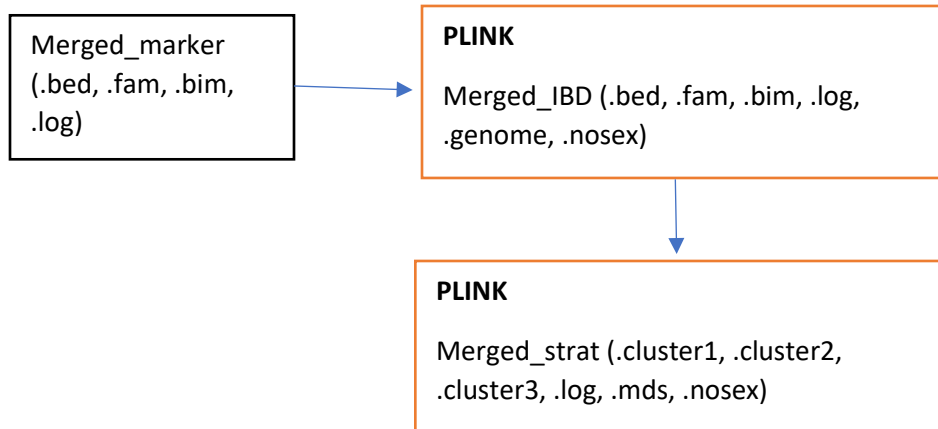 Merged_marker
(.bed, .fam, .bim,
.log)
PLINK
Merged_IBD (.bed, .fam, .bim, .log,
.genome, .nosex)
PLINK
Merged_strat (.cluster1, .cluster2,
.cluster3, .log, .mds, .nosex)